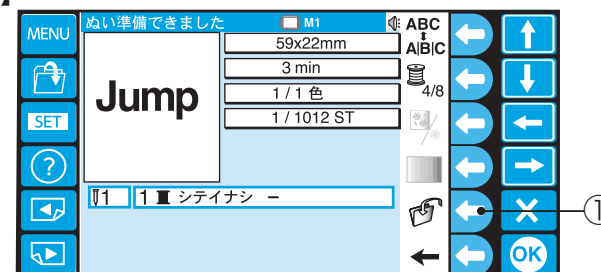 MENU
ぬい準備できました M1
ABC
A|B|C
59x22mm
3 min
4/8
Jump
1 / 1 色
SET
1 / 1012 ST
?
1 1 シテイナシ −
1
OK